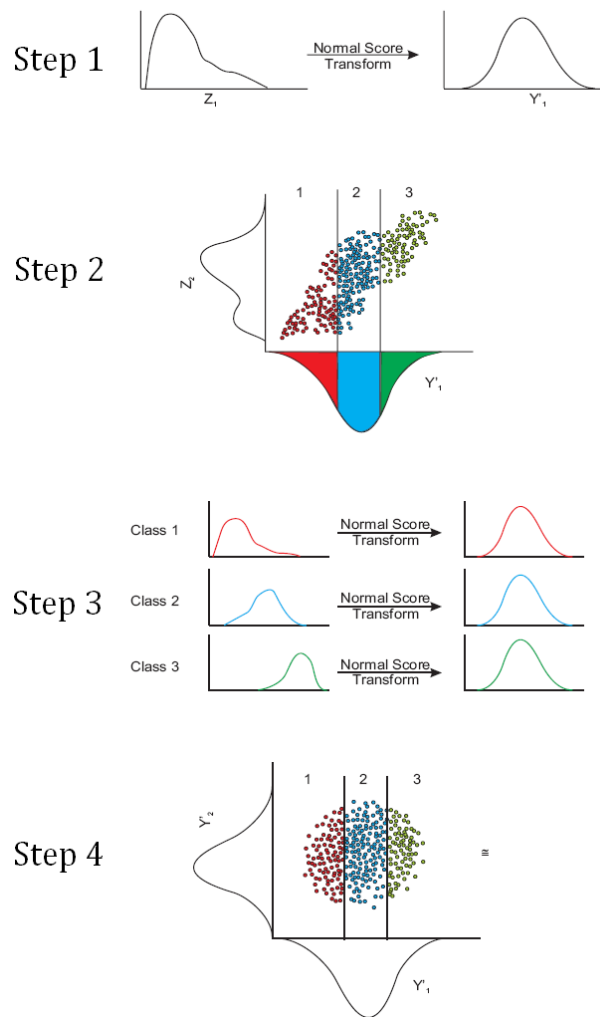 Step 1
Normal Score
Transform
Z₁
Y'₁
Step 2
1 2 3
Z₂
Y'₁
Step 3
Class 1
Normal Score
Transform
Class 2
Normal Score
Transform
Class 3
Normal Score
Transform
Step 4
1 2 3
Y'₂
≅
Y'₁